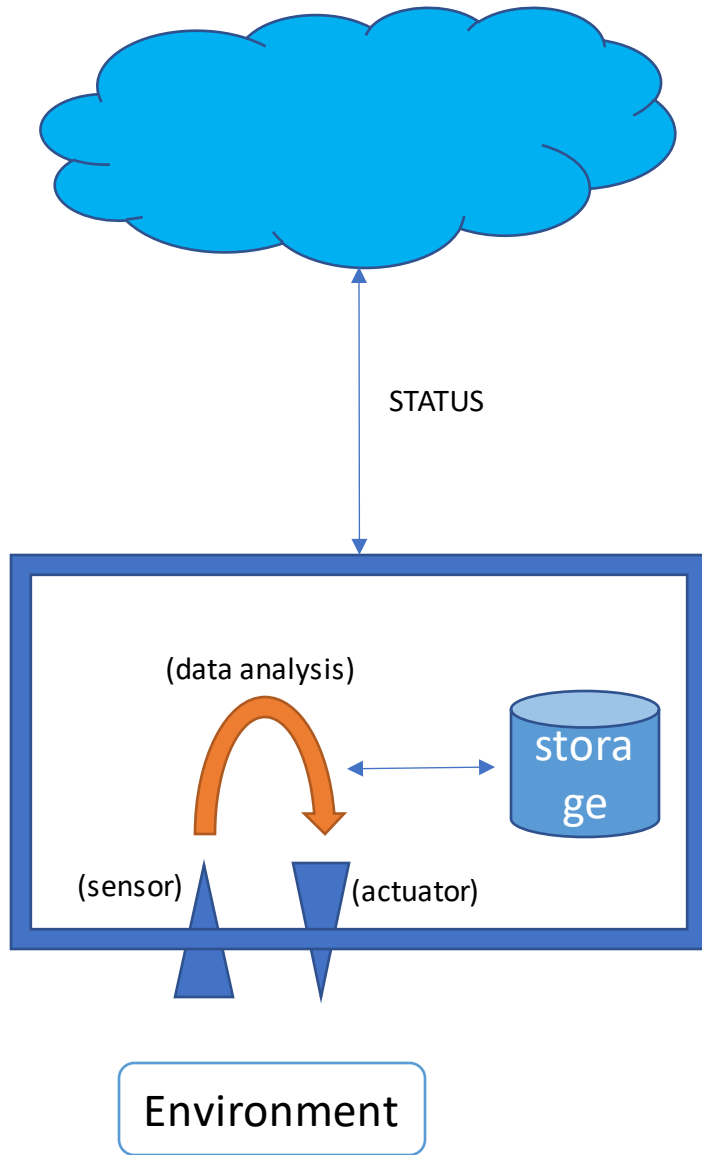 STATUS
(data analysis)
stora
ge
(sensor)
(actuator)
Environment